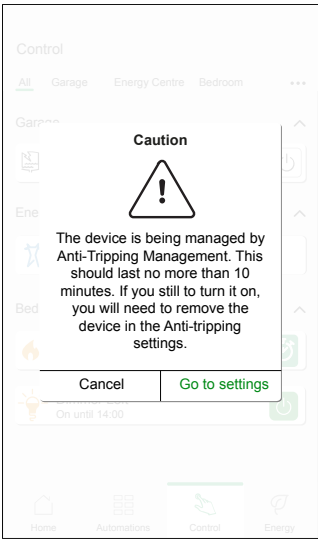 Control
All Garage Energy Centre Bedroom
Caution
The device is being managed by
Anti-Tripping Management. This
should last no more than 10
minutes. If you still to turn it on,
you will need to remove the
device in the Anti-tripping
settings.
Cancel Go to settings
On until 14:00
Home Automations Control Energy